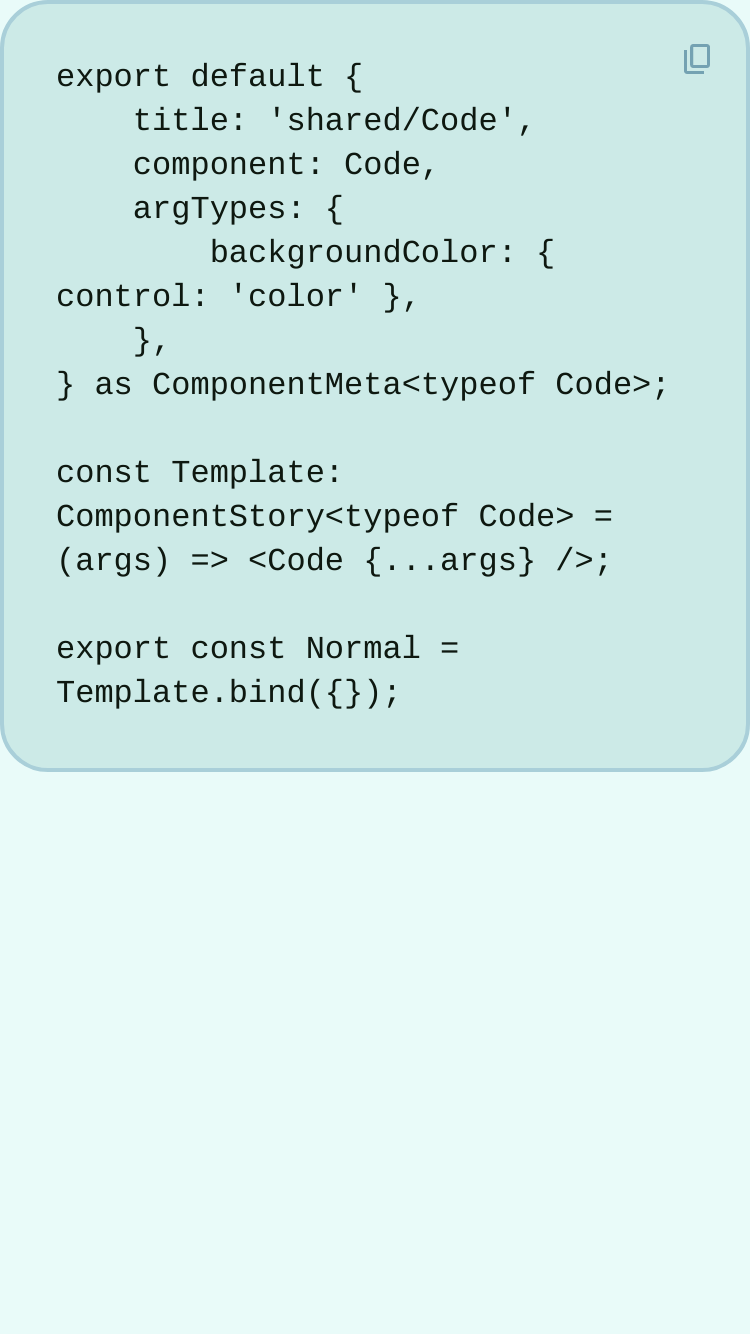 export default {
    title: 'shared/Code',
    component: Code,
    argTypes: {
        backgroundColor: {
control: 'color' },
    },
} as ComponentMeta<typeof Code>;

const Template:
ComponentStory<typeof Code> =
(args) => <Code {...args} />;

export const Normal =
Template.bind({});